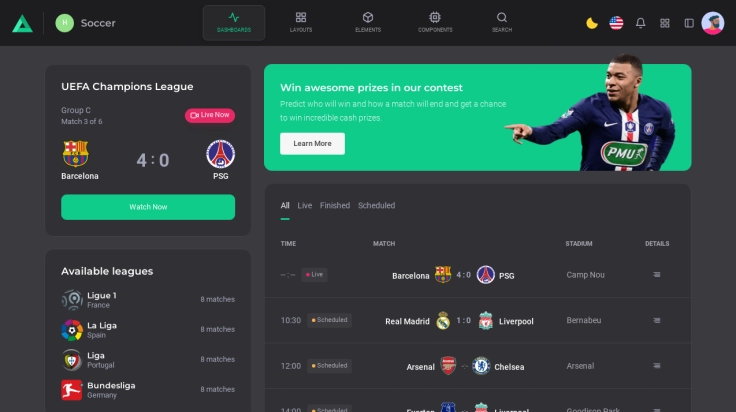 H Soccer
DASHBOARDS LAYOUTS ELEMENTS COMPONENTS SEARCH
UEFA Champions League
Group C
Match 3 of 6
Live Now
4 : 0
Barcelona PSG
Watch Now
Available leagues
Ligue 1
France
8 matches
La Liga
Spain
8 matches
Liga
Portugal
8 matches
Bundesliga
Germany
8 matches
Win awesome prizes in our contest
Predict who will win and how a match will end and get a chance
to win incredible cash prizes.
Learn More
PMU
All Live Finished Scheduled
TIME MATCH STADIUM DETAILS
-- : -- Live Barcelona 4 : 0 PSG Camp Nou
10:30 Scheduled Real Madrid 1 : 0 Liverpool Bernabeu
12:00 Scheduled Arsenal -:- Chelsea Arsenal
14:00 Scheduled Everton Liverpool Goodison Park